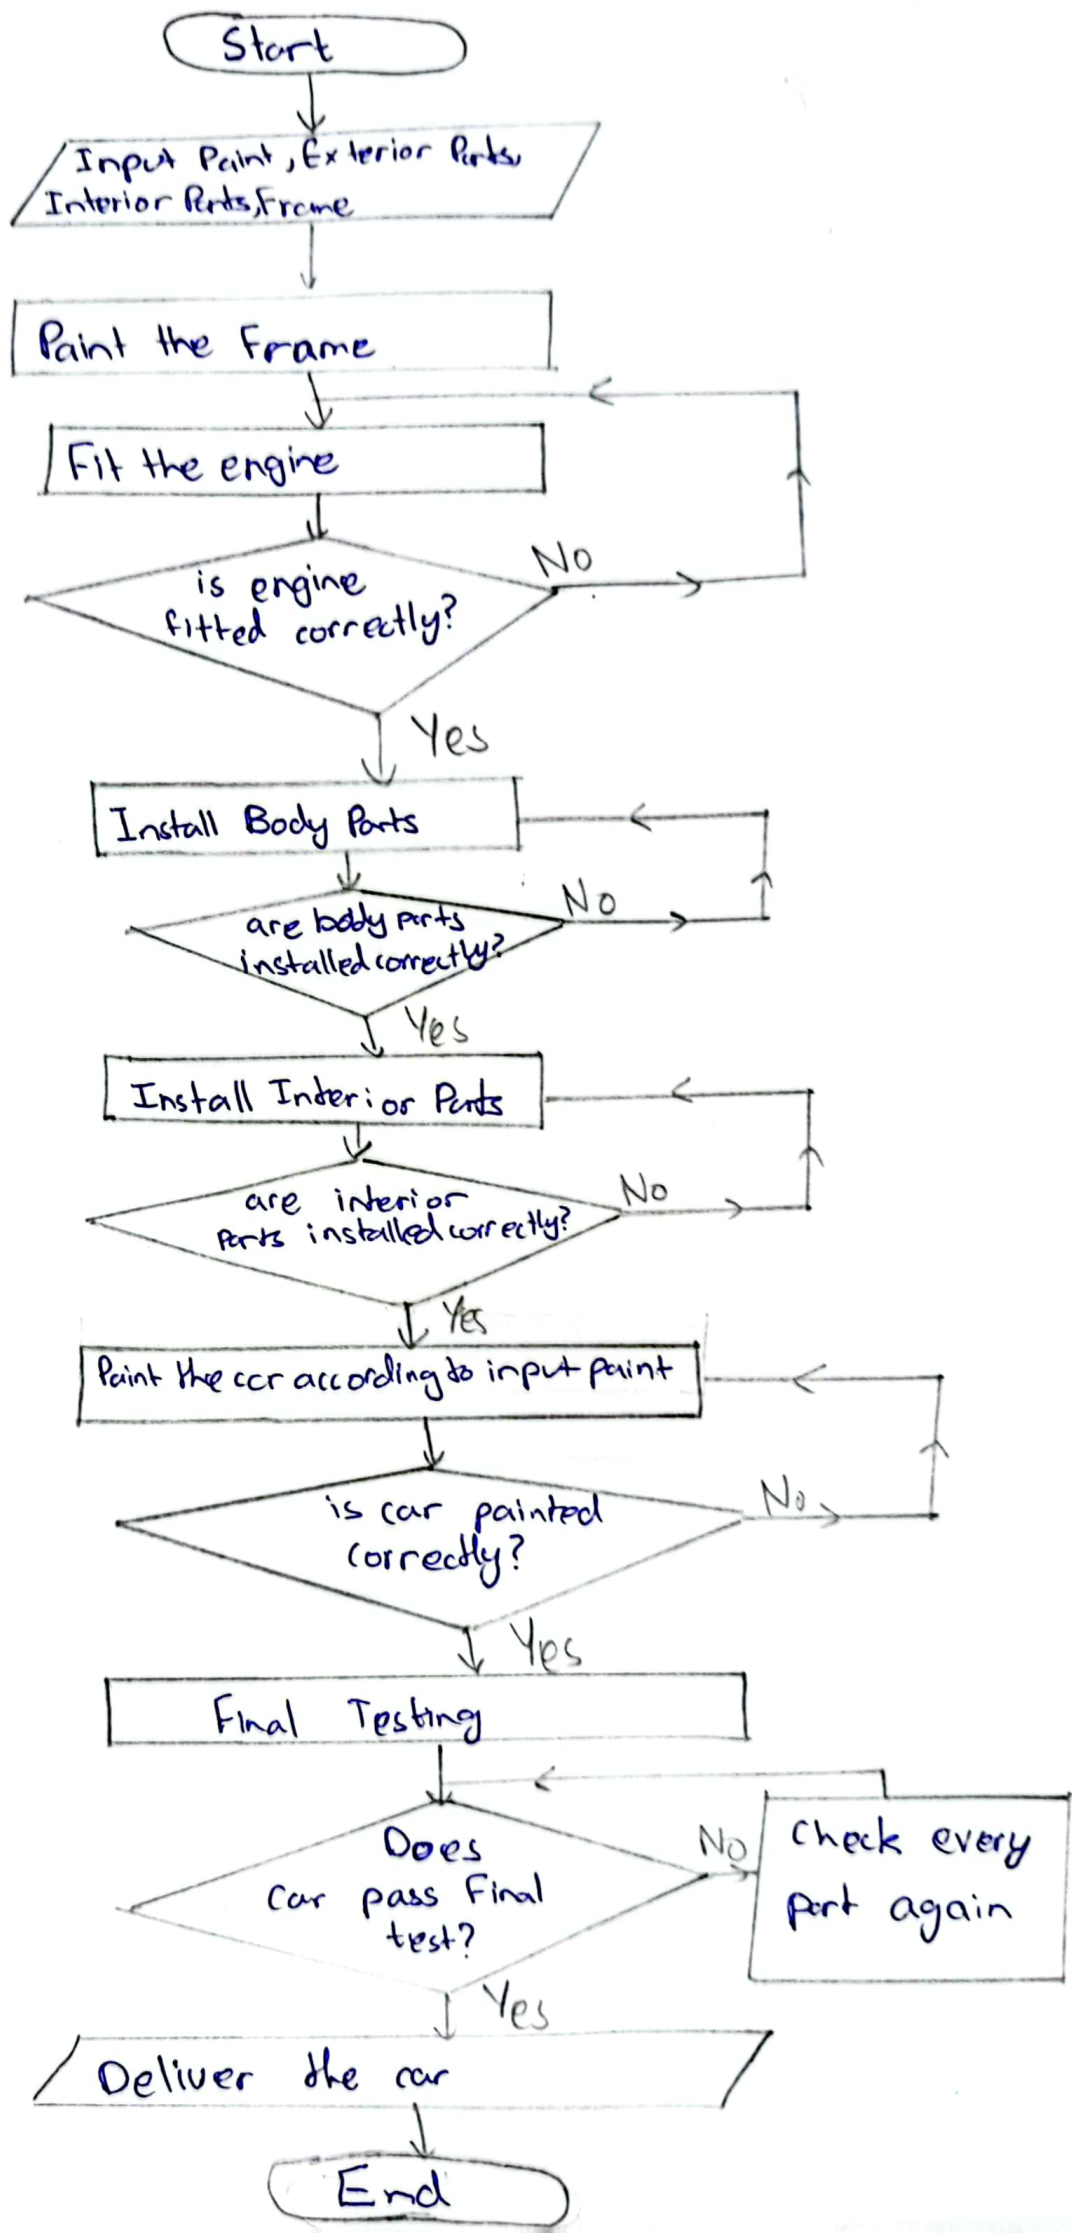 Start
Input Paint, Exterior Parts,
Interior Parts, Frame
Paint the Frame
Fit the engine
is engine
fitted correctly?
No
Yes
Install Body Parts
are body parts
installed correctly?
No
Yes
Install Interior Parts
are interior
parts installed correctly?
No
Yes
Paint the car according to input paint
is car painted
correctly?
No
Yes
Final Testing
Does
car pass Final
test?
No
Check every
part again
Yes
Deliver the car
End